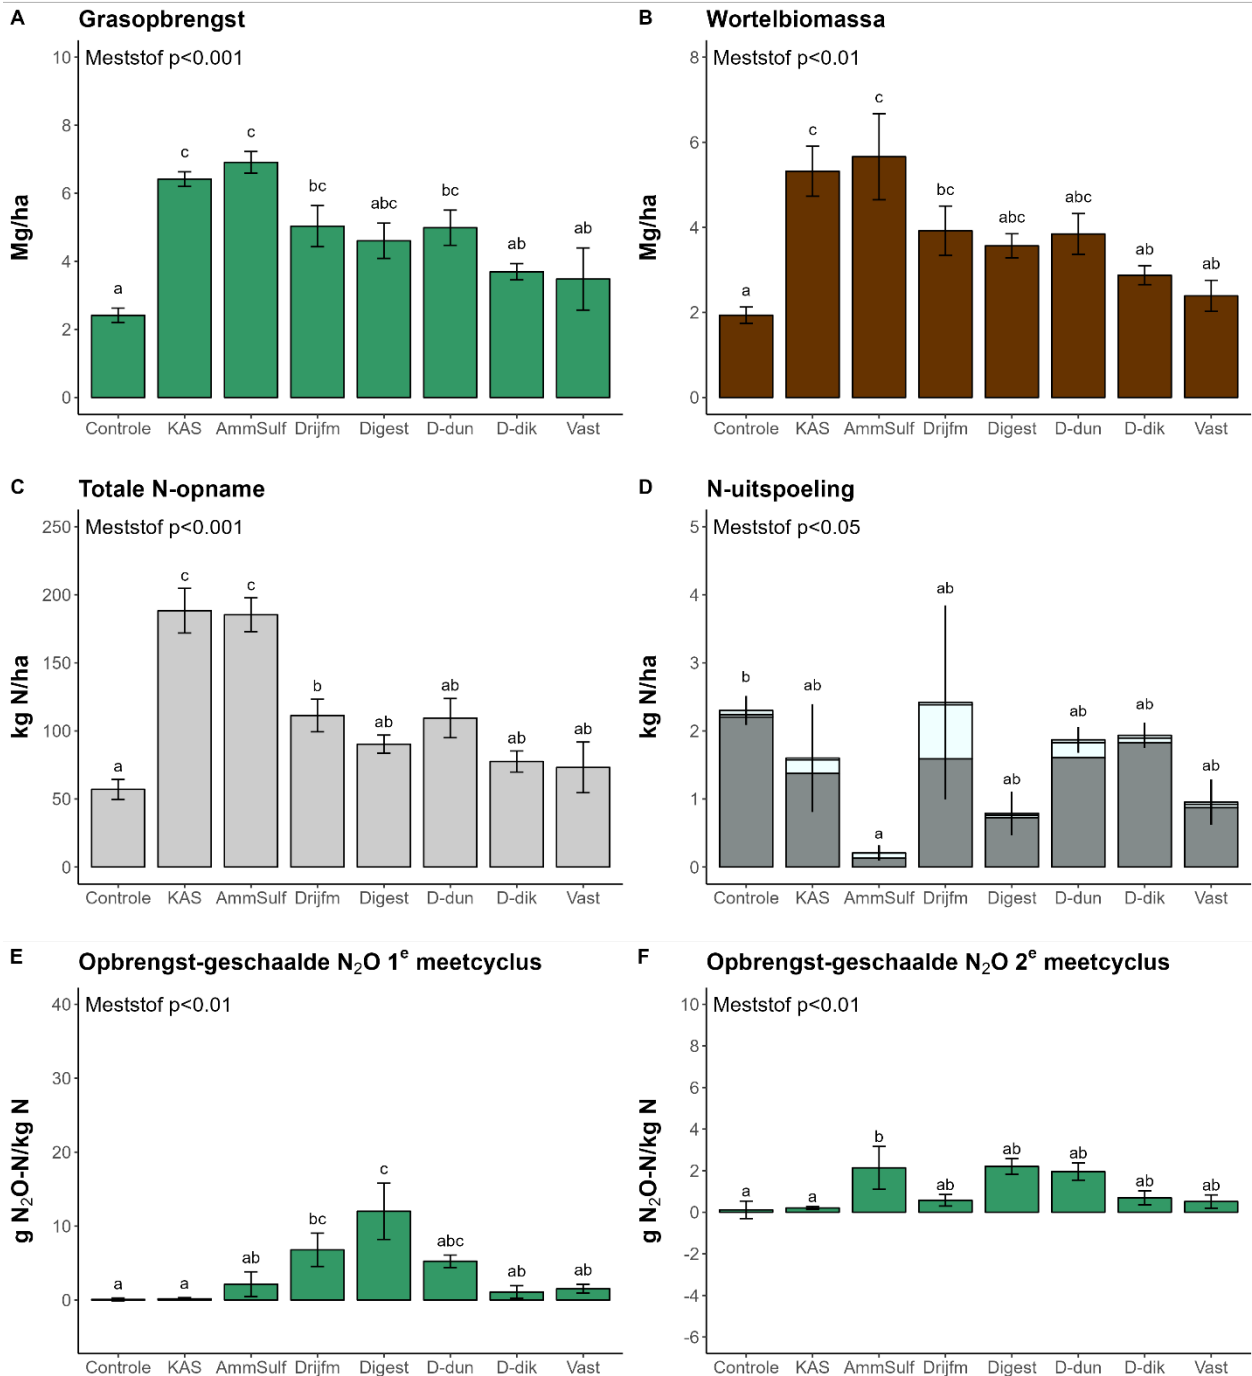 A Grasopbrengst
Meststof p<0.001
Mg/ha
10
8
6
4
2
0
a
c
c
bc
abc
bc
ab
ab
Controle KAS AmmSulf Drijfm Digest D-dun D-dik Vast
B Wortelbiomassa
Meststof p<0.01
Mg/ha
8
6
4
2
0
a
c
c
bc
abc
abc
ab
ab
Controle KAS AmmSulf Drijfm Digest D-dun D-dik Vast
C Totale N-opname
Meststof p<0.001
kg N/ha
250
200
150
100
50
0
a
c
c
b
ab
ab
ab
ab
Controle KAS AmmSulf Drijfm Digest D-dun D-dik Vast
D N-uitspoeling
Meststof p<0.05
kg N/ha
5
4
3
2
1
0
b
ab
a
ab
ab
ab
ab
ab
Controle KAS AmmSulf Drijfm Digest D-dun D-dik Vast
E Opbrengst-geschaalde N₂O 1ᵉ meetcyclus
Meststof p<0.01
g N₂O-N/kg N
40
30
20
10
0
a
a
ab
bc
c
abc
ab
ab
Controle KAS AmmSulf Drijfm Digest D-dun D-dik Vast
F Opbrengst-geschaalde N₂O 2ᵉ meetcyclus
Meststof p<0.01
g N₂O-N/kg N
10
8
6
4
2
0
-2
-4
-6
a
a
b
ab
ab
ab
ab
ab
Controle KAS AmmSulf Drijfm Digest D-dun D-dik Vast